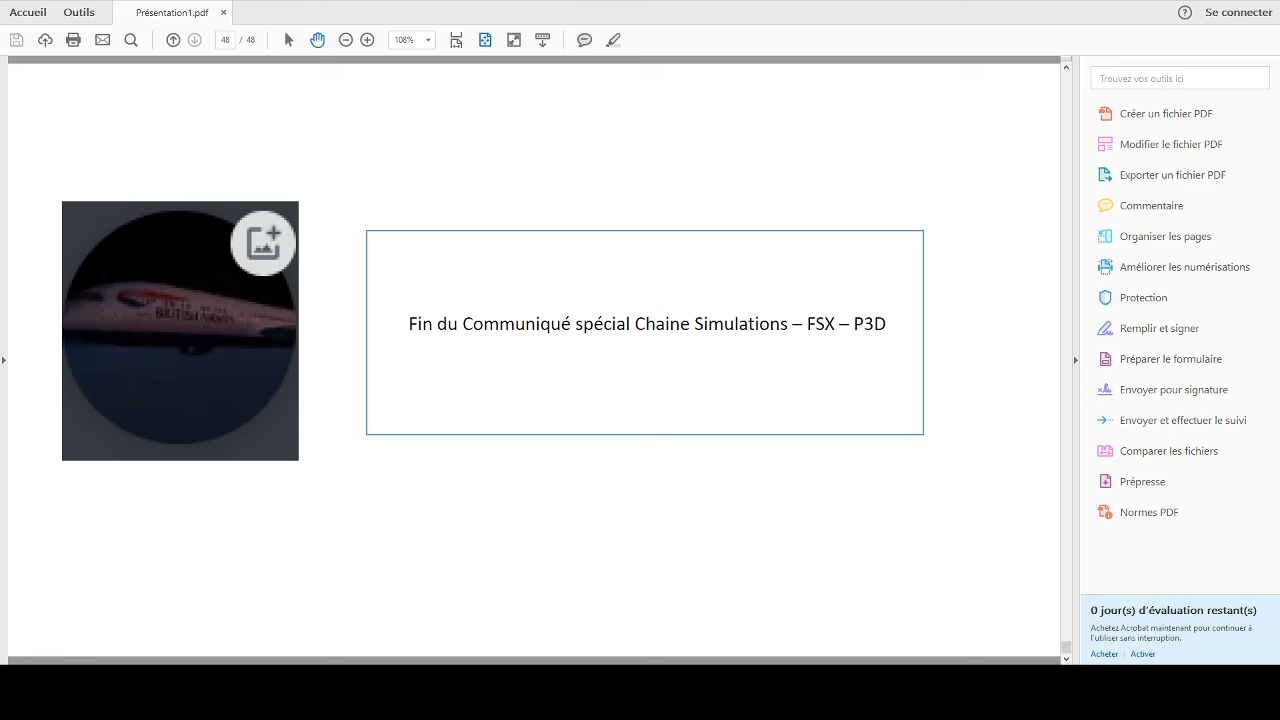 Accueil Outils Présentation1.pdf × Se connecter
48 / 48 108%
Trouvez vos outils ici
Créer un fichier PDF
Modifier le fichier PDF
Exporter un fichier PDF
Commentaire
Organiser les pages
Améliorer les numérisations
Protection
Remplir et signer
Préparer le formulaire
Envoyer pour signature
Envoyer et effectuer le suivi
Comparer les fichiers
Prépresse
Normes PDF
BRITISH AIRWAYS
Fin du Communiqué spécial Chaine Simulations – FSX – P3D
0 jour(s) d'évaluation restant(s)
Achetez Acrobat maintenant pour continuer à
l'utiliser sans interruption.
Acheter | Activer